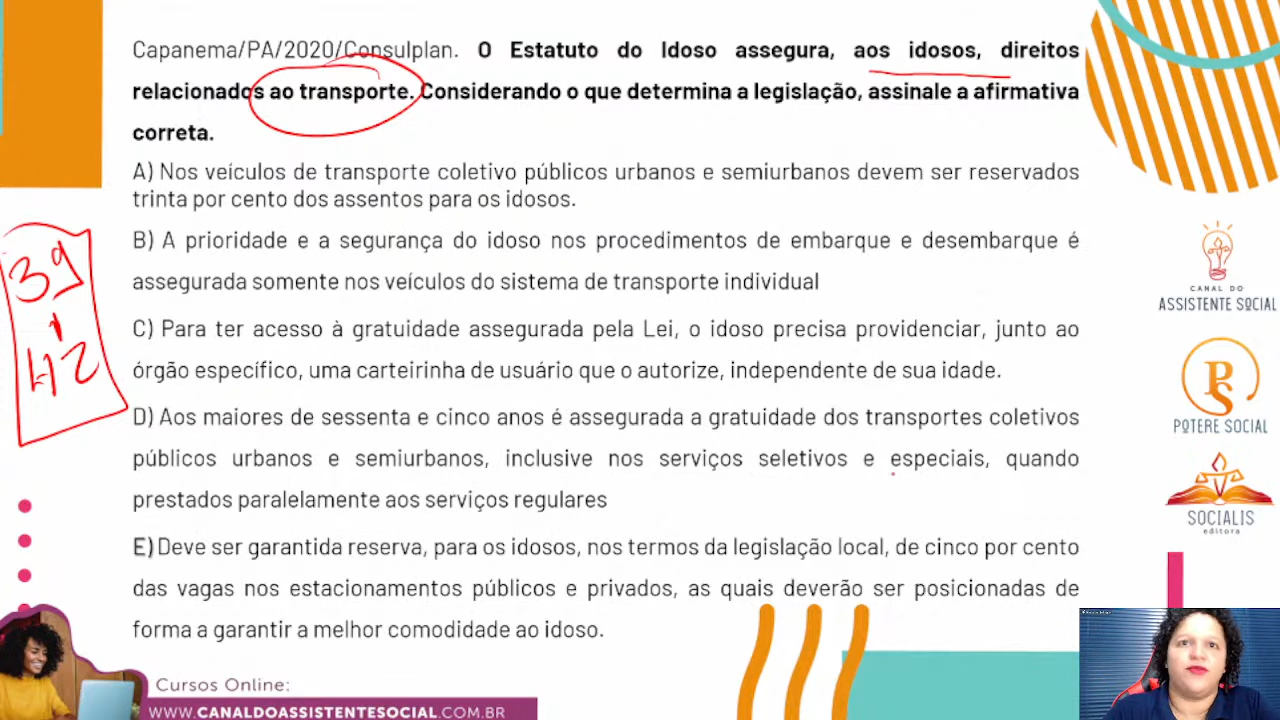 Capanema/PA/2020/Consulplan. O Estatuto do Idoso assegura, aos idosos, direitos
relacionados ao transporte. Considerando o que determina a legislação, assinale a afirmativa
correta.
A) Nos veículos de transporte coletivo públicos urbanos e semiurbanos devem ser reservados
trinta por cento dos assentos para os idosos.
B) A prioridade e a segurança do idoso nos procedimentos de embarque e desembarque é
assegurada somente nos veículos do sistema de transporte individual
C) Para ter acesso à gratuidade assegurada pela Lei, o idoso precisa providenciar, junto ao
órgão específico, uma carteirinha de usuário que o autorize, independente de sua idade.
D) Aos maiores de sessenta e cinco anos é assegurada a gratuidade dos transportes coletivos
públicos urbanos e semiurbanos, inclusive nos serviços seletivos e especiais, quando
prestados paralelamente aos serviços regulares
E) Deve ser garantida reserva, para os idosos, nos termos da legislação local, de cinco por cento
das vagas nos estacionamentos públicos e privados, as quais deverão ser posicionadas de
forma a garantir a melhor comodidade ao idoso.
39
42
CANAL DO
ASSISTENTE SOCIAL
PS
POTERE SOCIAL
SOCIALIS
editora
Cursos Online:
WWW.CANALDOASSISTENTESOCIAL.COM.BR